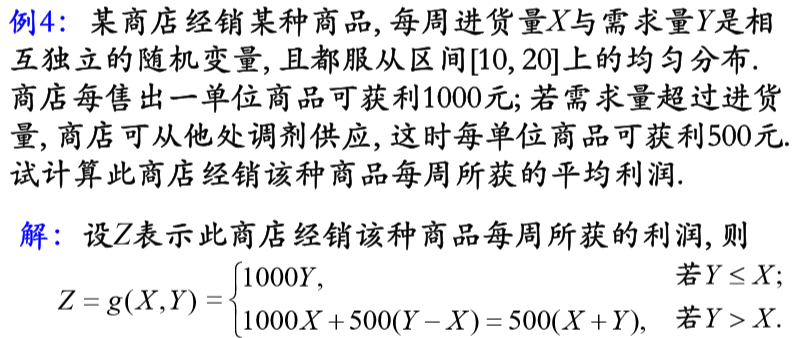 例4：某商店经销某种商品, 每周进货量X与需求量Y是相
互独立的随机变量, 且都服从区间[10, 20]上的均匀分布.
商店每售出一单位商品可获利1000元; 若需求量超过进货
量, 商店可从他处调剂供应, 这时每单位商品可获利500元.
试计算此商店经销该种商品每周所获的平均利润.
解：设Z表示此商店经销该种商品每周所获的利润, 则
Z = g(X,Y) = { 1000Y, 若Y ≤ X;
1000X + 500(Y − X) = 500(X + Y), 若Y > X.